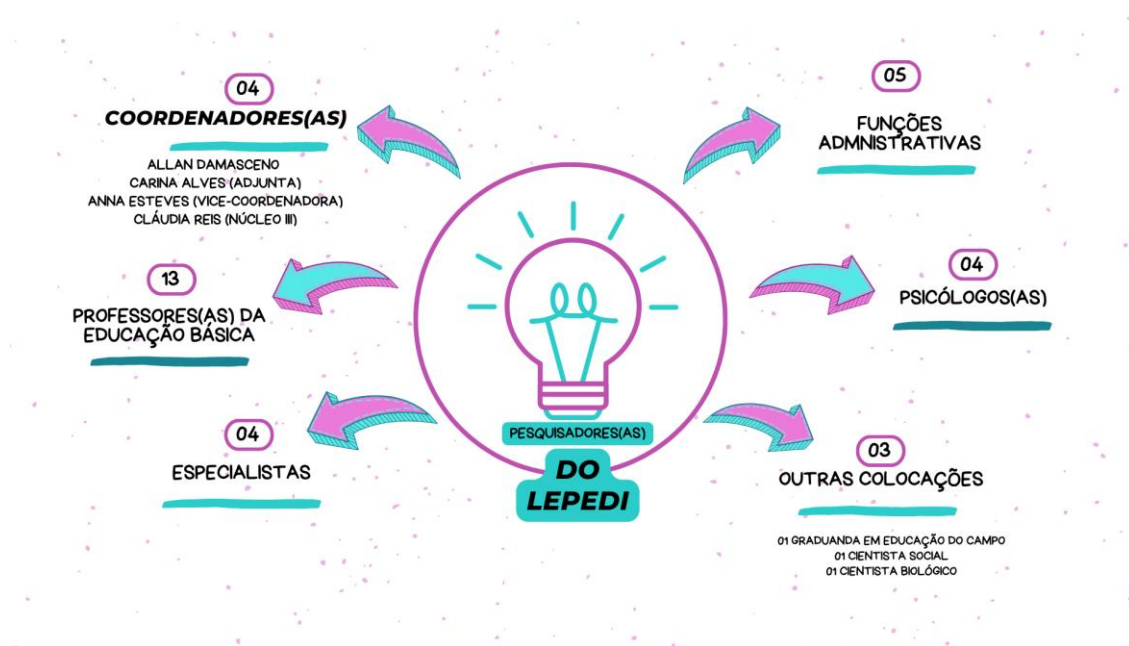 04
COORDENADORES(AS)
ALLAN DAMASCENO
CARINA ALVES (ADJUNTA)
ANNA ESTEVES (VICE-COORDENADORA)
CLÁUDIA REIS (NÚCLEO III)
13
PROFESSORES(AS) DA
EDUCAÇÃO BÁSICA
04
ESPECIALISTAS
PESQUISADORES(AS)
DO
LEPEDI
05
FUNÇÕES
ADMNISTRATIVAS
04
PSICÓLOGOS(AS)
03
OUTRAS COLOCAÇÕES
01 GRADUANDA EM EDUCAÇÃO DO CAMPO
01 CIENTISTA SOCIAL
01 CIENTISTA BIOLÓGICO